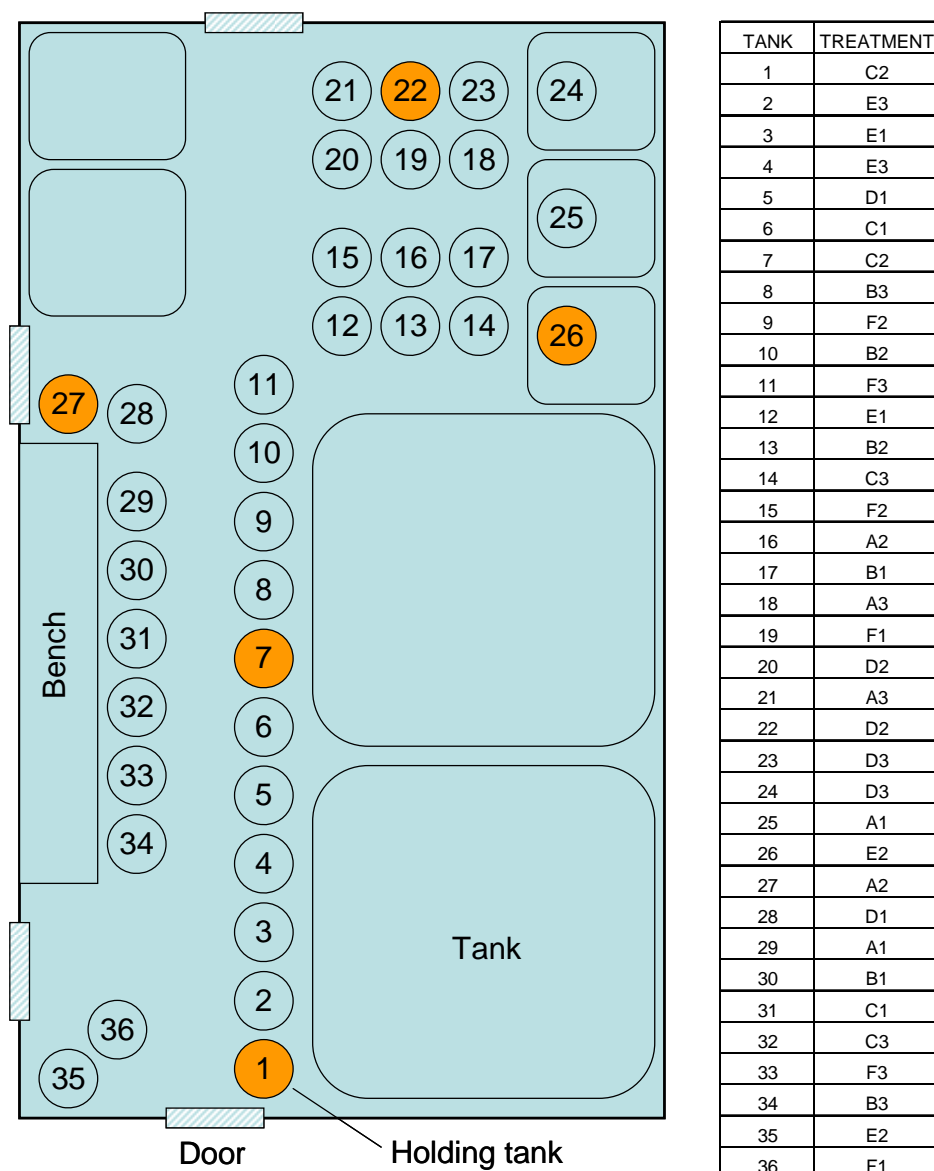 21 22 23 24
20 19 18
25
15 16 17
12 13 14 26
11
27 28
10
29
9
30
8
31
7
Bench
32
6
33
5
34
4
3
Tank
2
36
1
35
Door
Holding tank
TANK TREATMENT
1 C2
2 E3
3 E1
4 E3
5 D1
6 C1
7 C2
8 B3
9 F2
10 B2
11 F3
12 E1
13 B2
14 C3
15 F2
16 A2
17 B1
18 A3
19 F1
20 D2
21 A3
22 D2
23 D3
24 D3
25 A1
26 E2
27 A2
28 D1
29 A1
30 B1
31 C1
32 C3
33 F3
34 B3
35 E2
36 F1